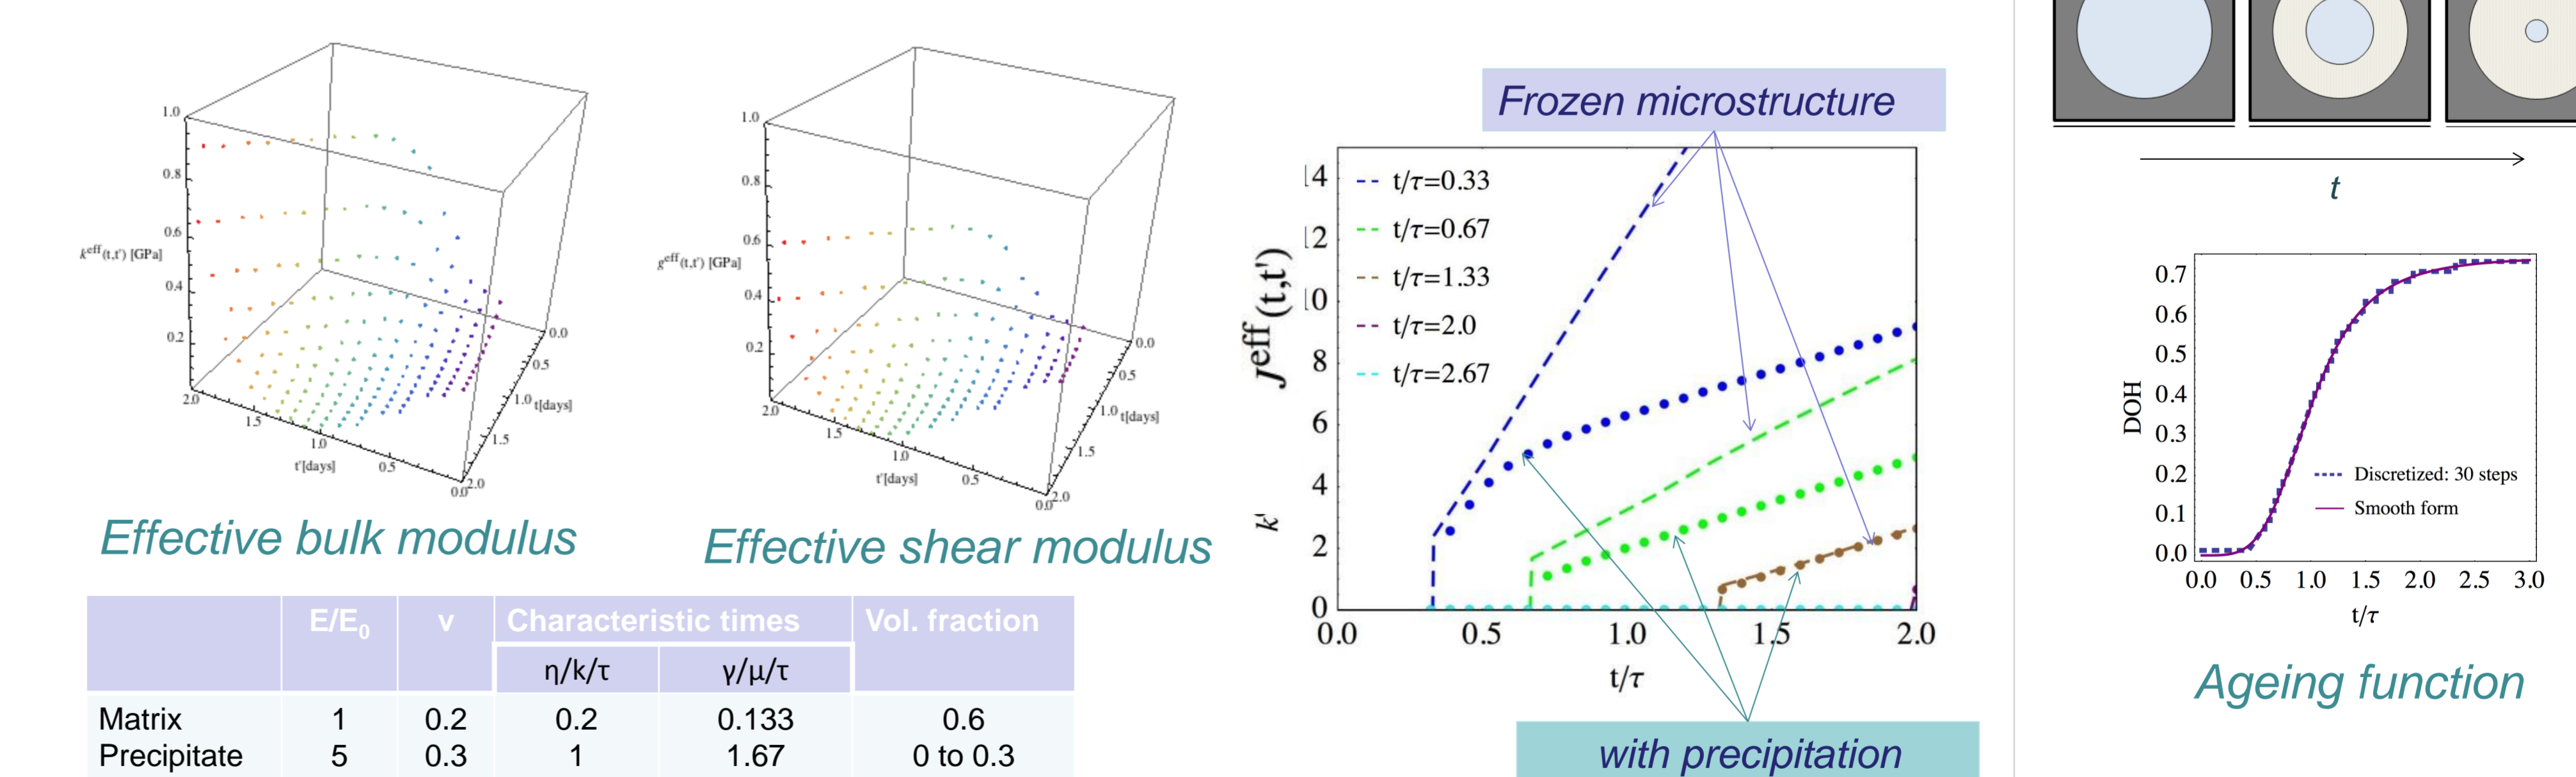 1.0
0.8
0.6
0.4
0.2
k^eff(t,t') [GPa]
2.0
1.5
1.0
0.5
0.0
t'[days]
0.0
0.5
1.0
1.5
2.0
t[days]
Effective bulk modulus
1.0
0.8
0.6
0.4
0.2
g^eff(t,t') [GPa]
2.0
1.5
1.0
0.5
0.0
t'[days]
0.0
0.5
1.0
1.5
2.0
t[days]
Effective shear modulus
E/E₀ ν Characteristic times Vol. fraction
η/k/τ γ/μ/τ
Matrix 1 0.2 0.2 0.133 0.6
Precipitate 5 0.3 1 1.67 0 to 0.3
Frozen microstructure
J^eff(t,t')
k'
14
12
10
8
6
4
2
0
t/τ=0.33
t/τ=0.67
t/τ=1.33
t/τ=2.0
t/τ=2.67
0.0 0.5 1.0 1.5 2.0
t/τ
with precipitation
t
DOH
0.7
0.6
0.5
0.4
0.3
0.2
0.1
0.0
Discretized: 30 steps
Smooth form
0.0 0.5 1.0 1.5 2.0 2.5 3.0
t/τ
Ageing function